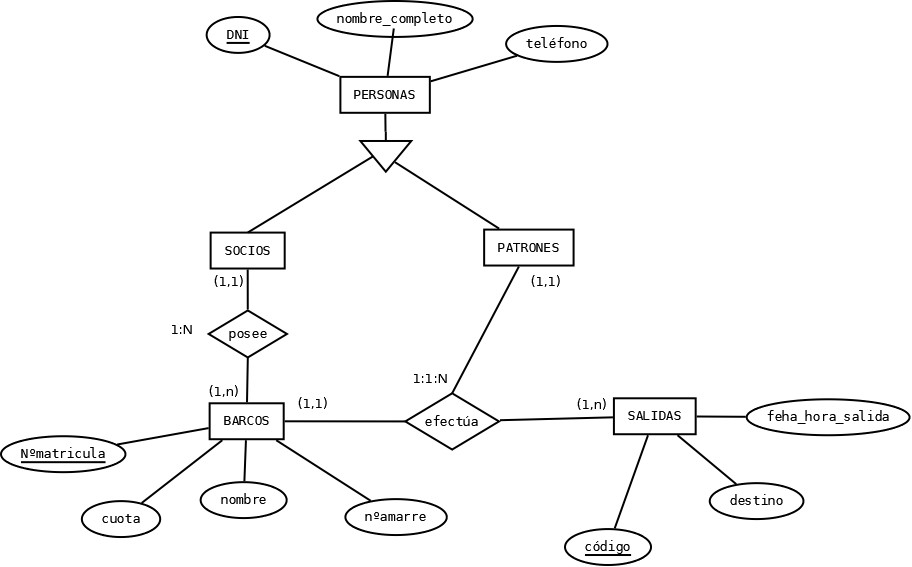 nombre_completo
DNI
teléfono
PERSONAS
SOCIOS
PATRONES
(1,1)
(1,1)
1:N
posee
1:1:N
(1,n)
(1,1)
(1,n)
BARCOS
efectúa
SALIDAS
feha_hora_salida
Nºmatricula
nombre
destino
cuota
nºamarre
código